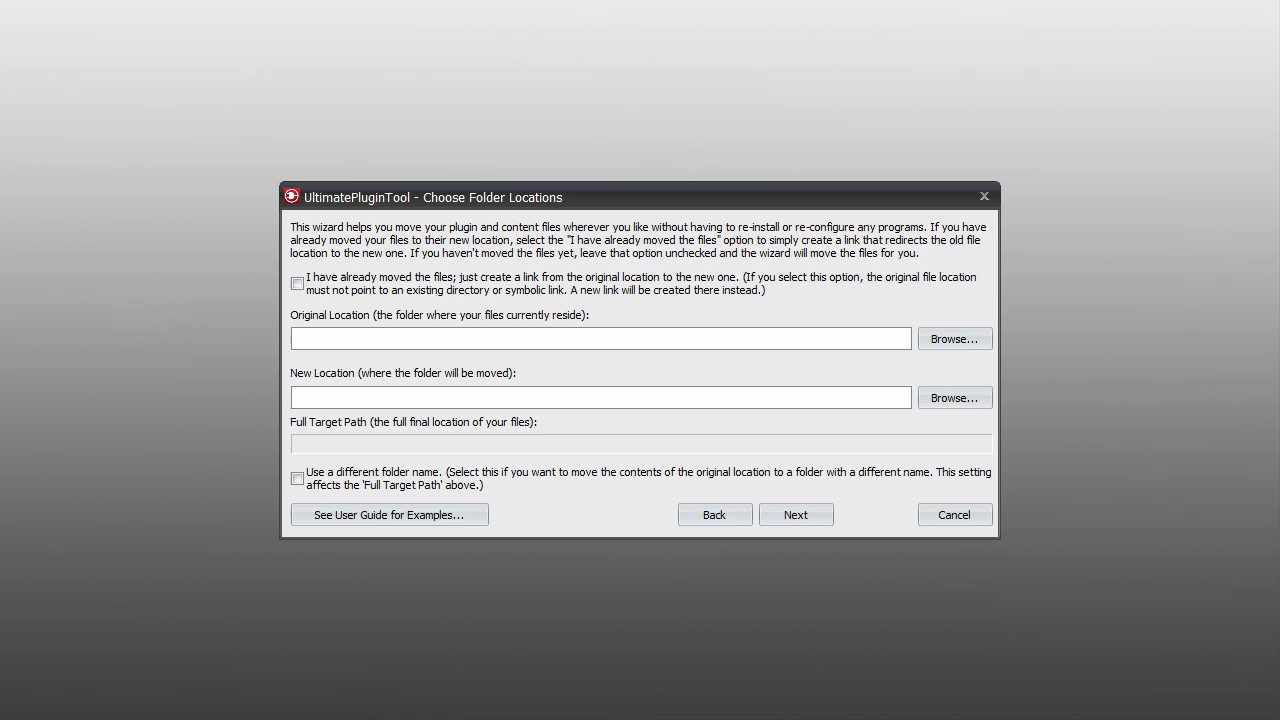 UltimatePluginTool - Choose Folder Locations
This wizard helps you move your plugin and content files wherever you like without having to re-install or re-configure any programs. If you have
already moved your files to their new location, select the "I have already moved the files" option to simply create a link that redirects the old file
location to the new one. If you haven't moved the files yet, leave that option unchecked and the wizard will move the files for you.
I have already moved the files; just create a link from the original location to the new one. (If you select this option, the original file location
must not point to an existing directory or symbolic link. A new link will be created there instead.)
Original Location (the folder where your files currently reside):
Browse...
New Location (where the folder will be moved):
Browse...
Full Target Path (the full final location of your files):
Use a different folder name. (Select this if you want to move the contents of the original location to a folder with a different name. This setting
affects the 'Full Target Path' above.)
See User Guide for Examples... Back Next Cancel